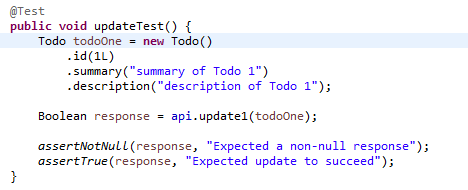 @Test
public void updateTest() {
    Todo todoOne = new Todo()
        .id(1L)
        .summary("summary of Todo 1")
        .description("description of Todo 1");

    Boolean response = api.update1(todoOne);

    assertNotNull(response, "Expected a non-null response");
    assertTrue(response, "Expected update to succeed");
}